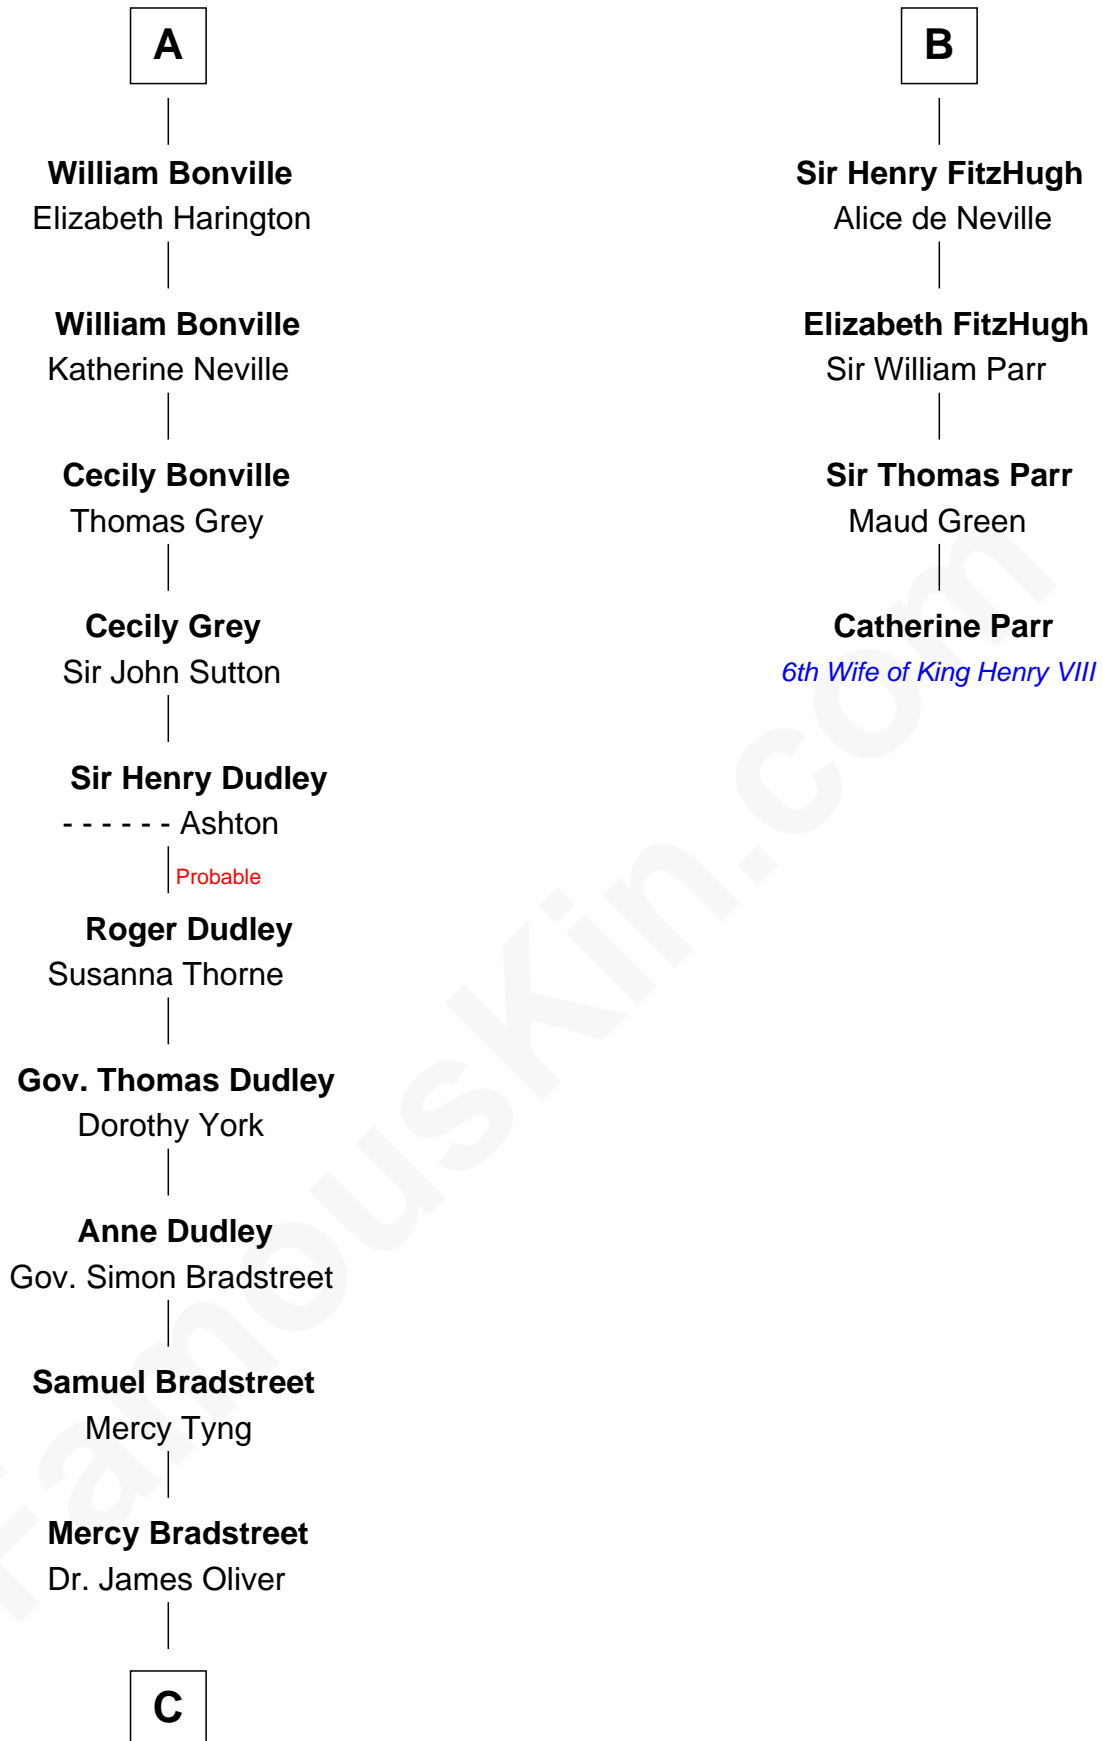 A
William Bonville
Elizabeth Harington
William Bonville
Katherine Neville
Cecily Bonville
Thomas Grey
Cecily Grey
Sir John Sutton
Sir Henry Dudley
- - - - - - Ashton
Probable
Roger Dudley
Susanna Thorne
Gov. Thomas Dudley
Dorothy York
Anne Dudley
Gov. Simon Bradstreet
Samuel Bradstreet
Mercy Tyng
Mercy Bradstreet
Dr. James Oliver
C
B
Sir Henry FitzHugh
Alice de Neville
Elizabeth FitzHugh
Sir William Parr
Sir Thomas Parr
Maud Green
Catherine Parr
6th Wife of King Henry VIII
FamousKin.com